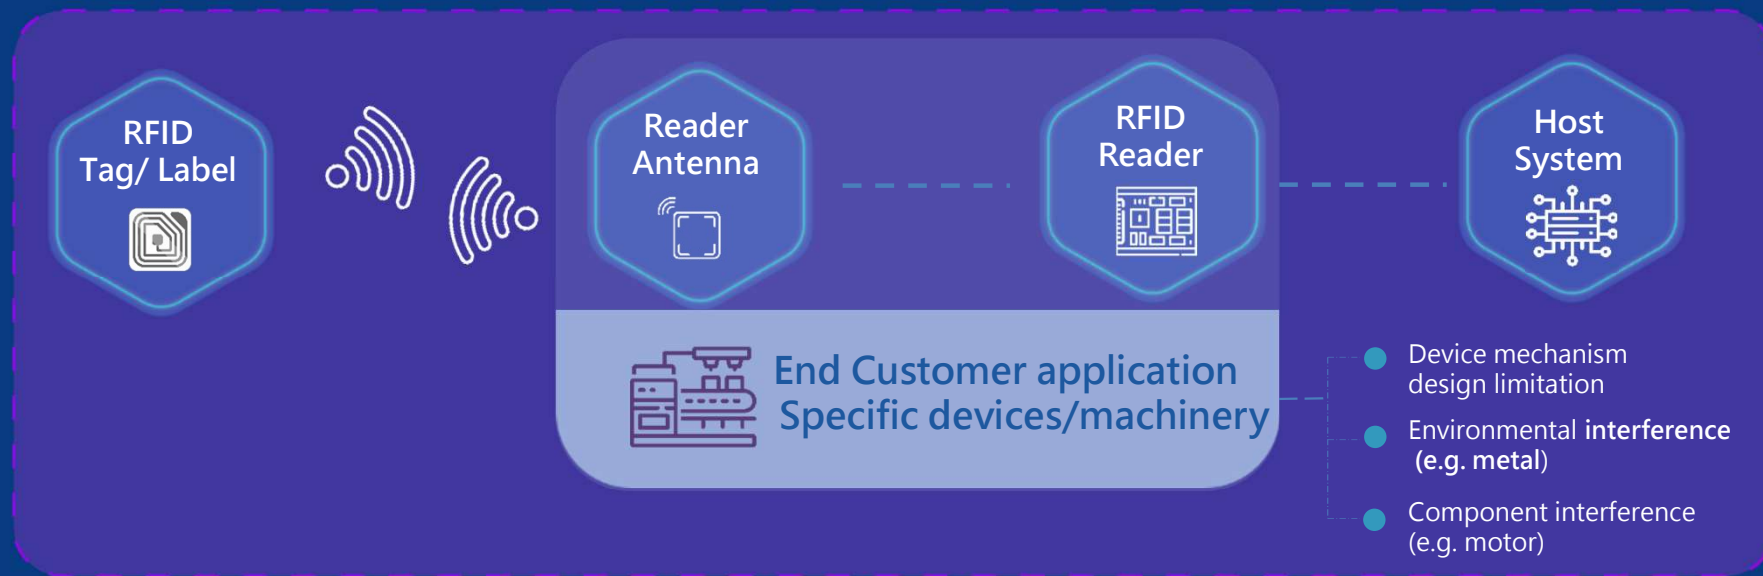 RFID
Tag/ Label
Reader
Antenna
RFID
Reader
Host
System
End Customer application
Specific devices/machinery
Device mechanism
design limitation
Environmental interference
(e.g. metal)
Component interference
(e.g. motor)